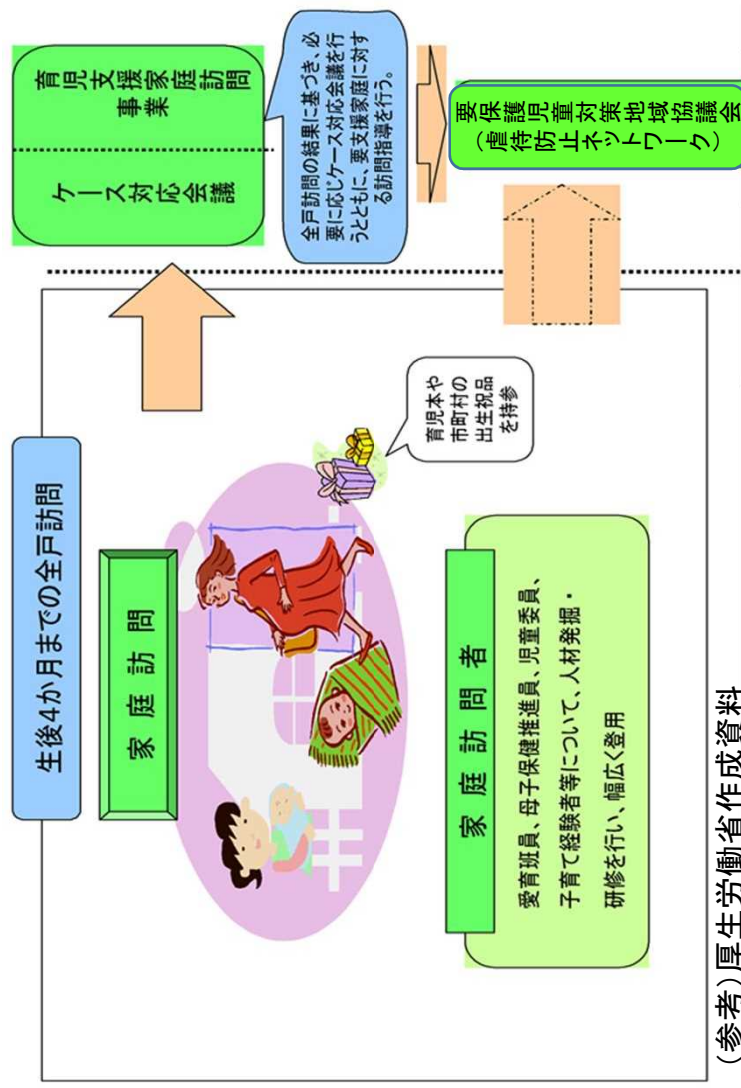 生後4か月までの全戸訪問
家庭訪問
育児本や
市町村の
出生祝品
を持参
家庭訪問者
愛育班員、母子保健推進員、児童委員、
子育て経験者等について、人材発掘・
研修を行い、幅広く登用
ケース対応会議
育児支援家庭訪問
事業
全戸訪問の結果に基づき、必
要に応じケース対応会議を行
うとともに、要支援家庭に対す
る訪問指導を行う。
要保護児童対策地域協議会
（虐待防止ネットワーク）
(参考)厚生労働省作成資料